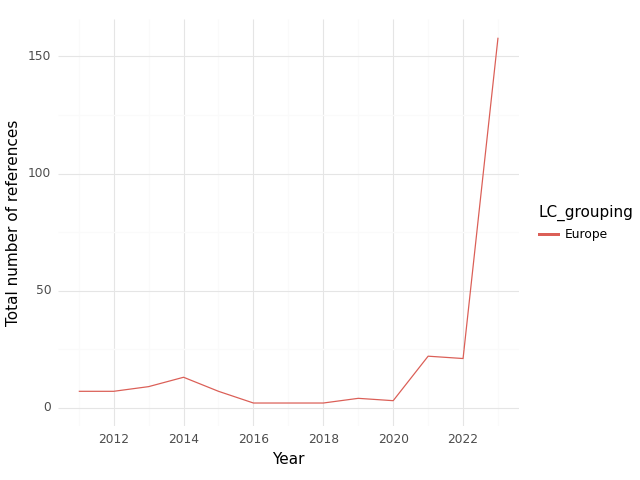 150
100
50
0
Total number of references
2012 2014 2016 2018 2020 2022
Year
LC_grouping
Europe